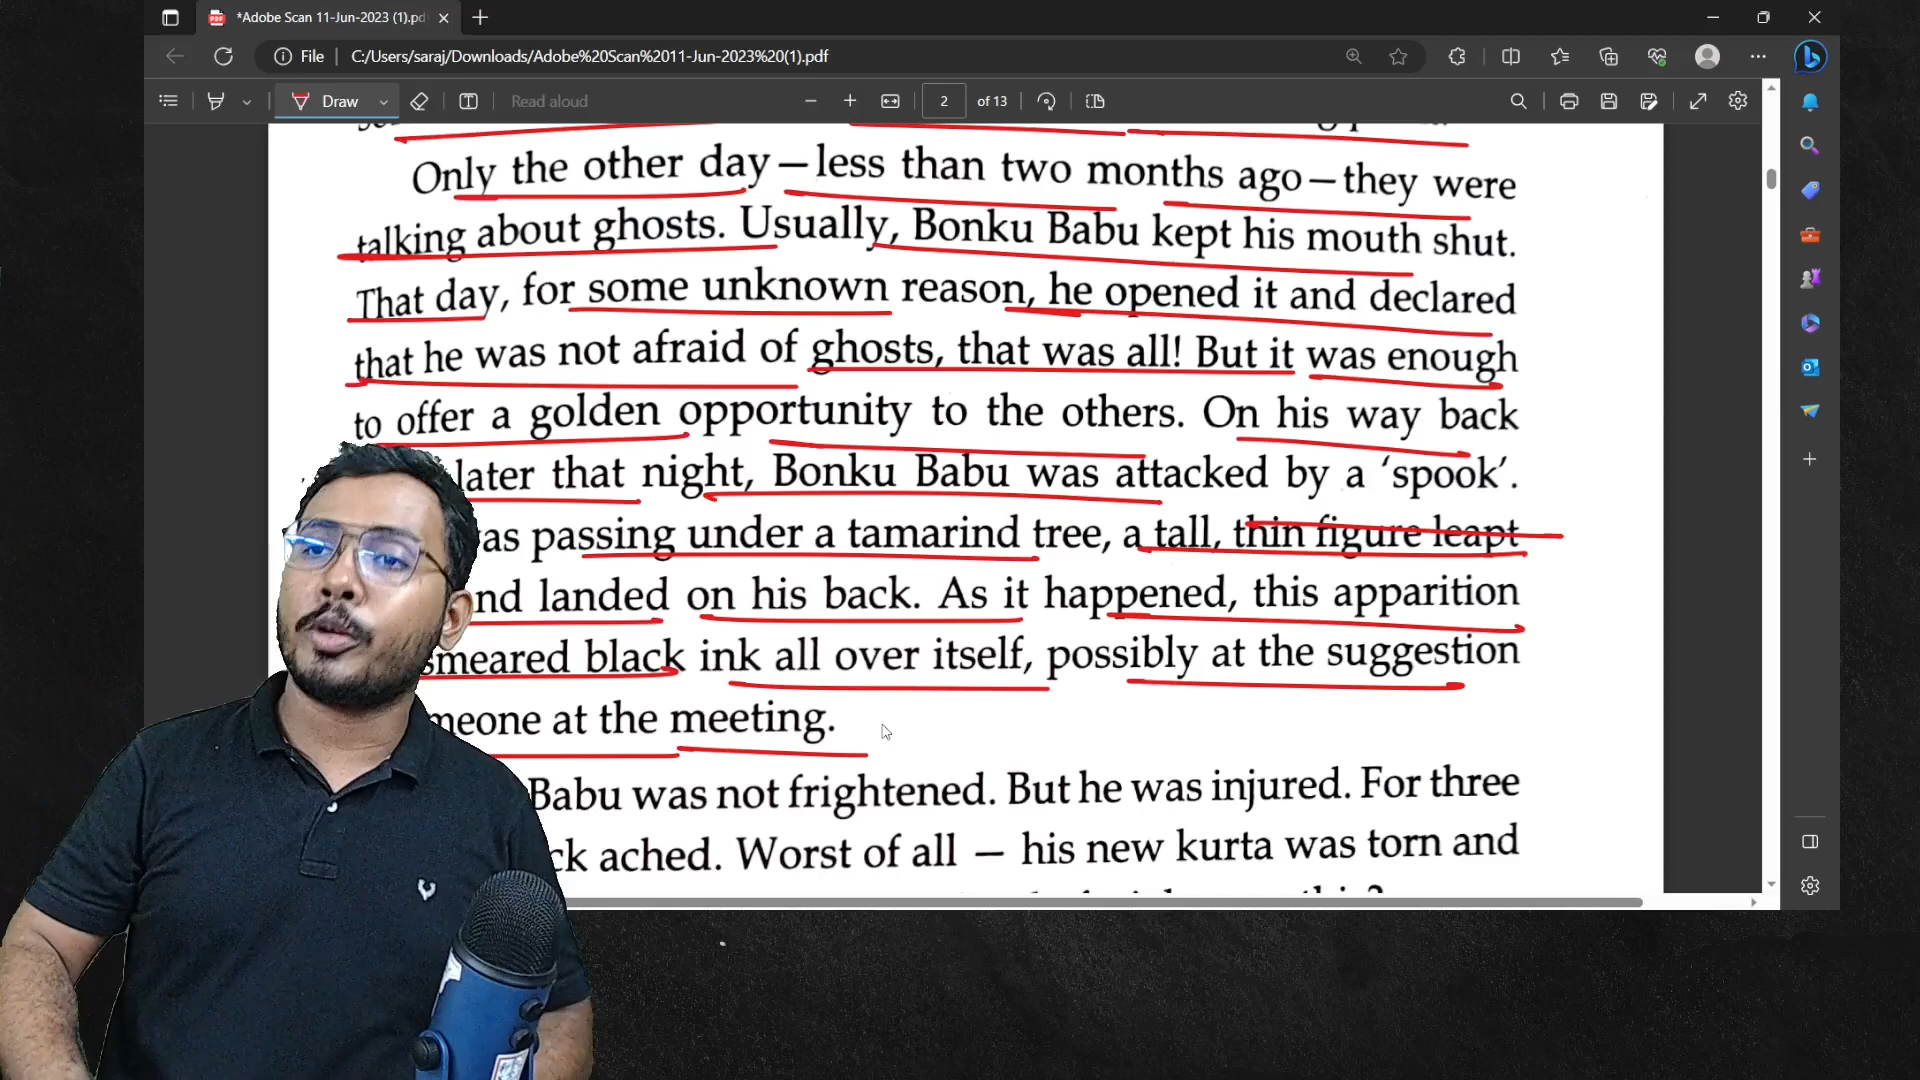 *Adobe Scan 11-Jun-2023 (1).pd
File C:/Users/saraj/Downloads/Adobe%20Scan%2011-Jun-2023%20(1).pdf
Draw Read aloud 2 of 13
Only the other day—less than two months ago—they were
talking about ghosts. Usually, Bonku Babu kept his mouth shut.
That day, for some unknown reason, he opened it and declared
that he was not afraid of ghosts, that was all! But it was enough
to offer a golden opportunity to the others. On his way back
later that night, Bonku Babu was attacked by a ‘spook’.
as passing under a tamarind tree, a tall, thin figure leapt
nd landed on his back. As it happened, this apparition
smeared black ink all over itself, possibly at the suggestion
meone at the meeting.
Babu was not frightened. But he was injured. For three
ck ached. Worst of all — his new kurta was torn and